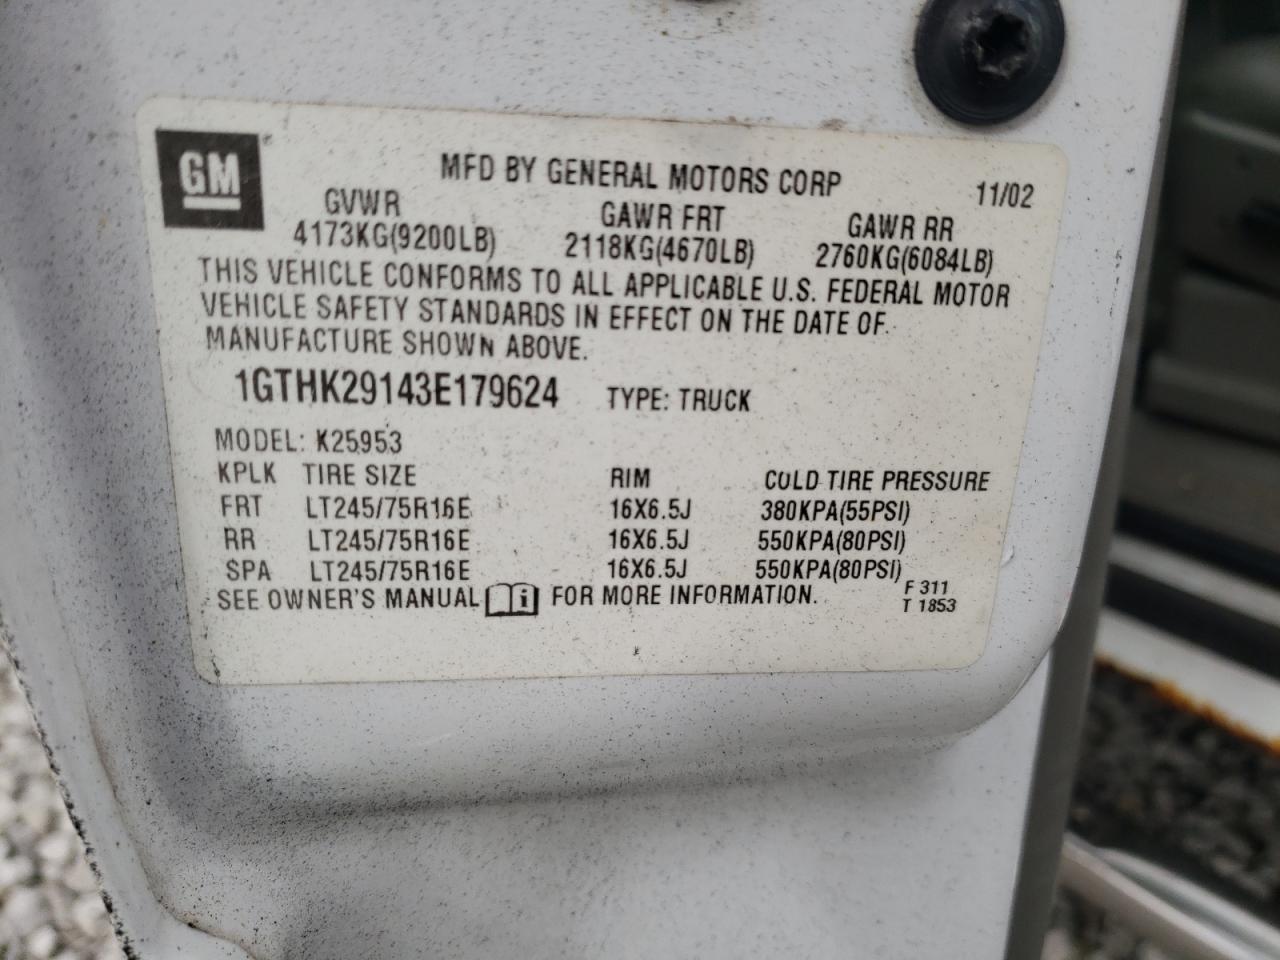 GM
MFD BY GENERAL MOTORS CORP 11/02
GVWR GAWR FRT GAWR RR
4173KG(9200LB) 2118KG(4670LB) 2760KG(6084LB)
THIS VEHICLE CONFORMS TO ALL APPLICABLE U.S. FEDERAL MOTOR
VEHICLE SAFETY STANDARDS IN EFFECT ON THE DATE OF
MANUFACTURE SHOWN ABOVE.
1GTHK29143E179624 TYPE: TRUCK
MODEL: K25953
KPLK TIRE SIZE RIM COLD TIRE PRESSURE
FRT LT245/75R16E 16X6.5J 380KPA(55PSI)
RR LT245/75R16E 16X6.5J 550KPA(80PSI)
SPA LT245/75R16E 16X6.5J 550KPA(80PSI)
SEE OWNER'S MANUAL i FOR MORE INFORMATION.
F 311
T 1853